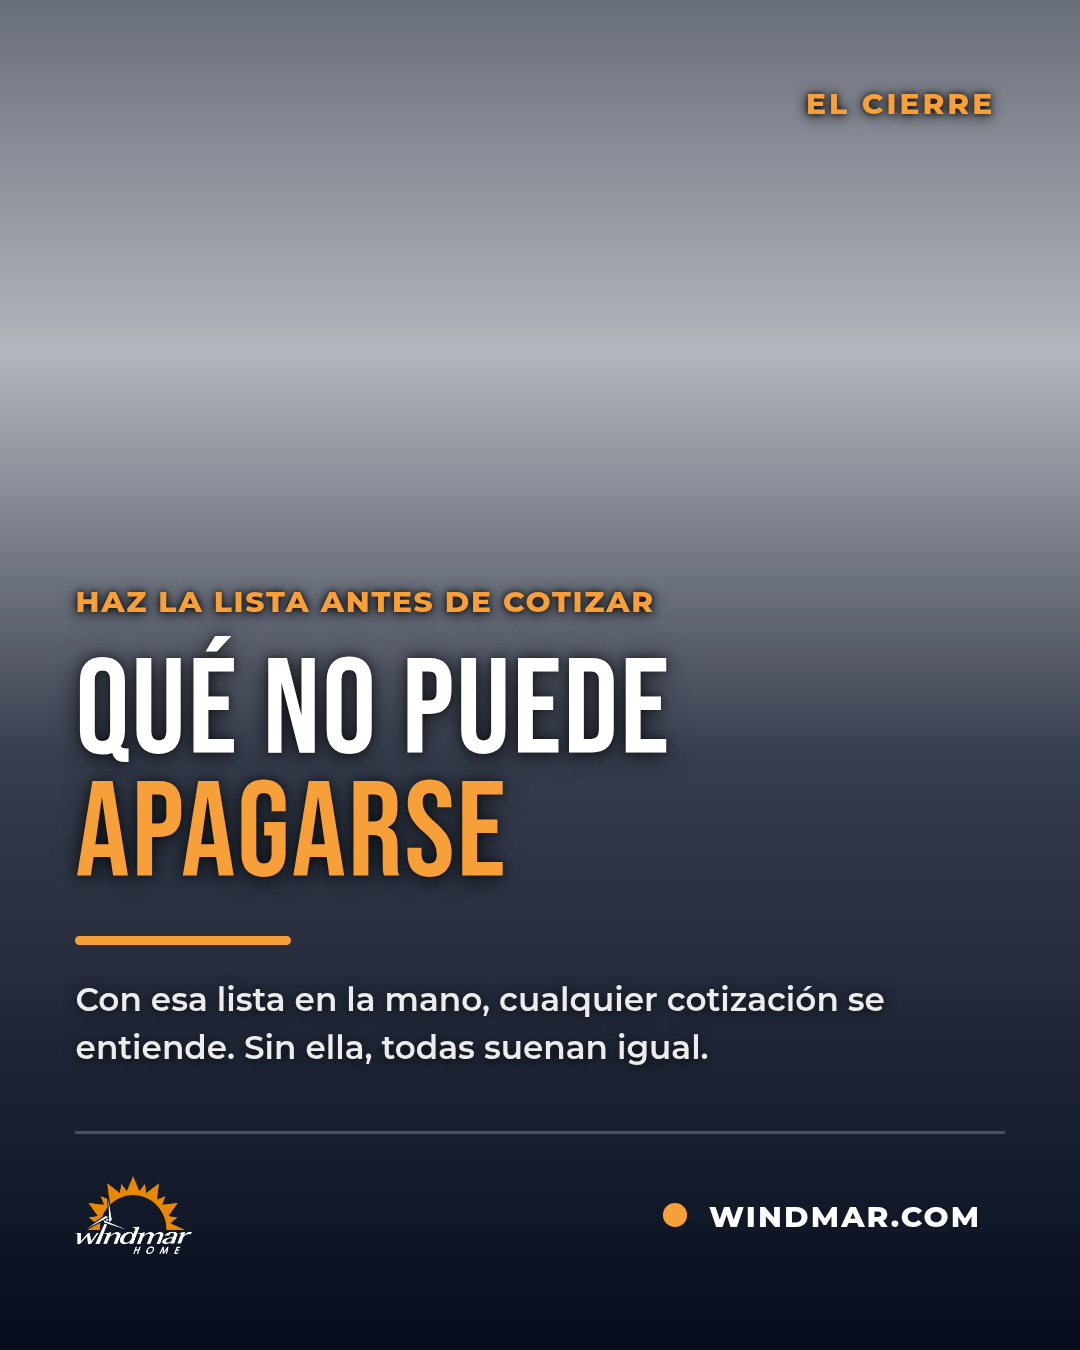 EL CIERRE
HAZ LA LISTA ANTES DE COTIZAR
QUÉ NO PUEDE
APAGARSE
Con esa lista en la mano, cualquier cotización se
entiende. Sin ella, todas suenan igual.
windmar
HOME
WINDMAR.COM